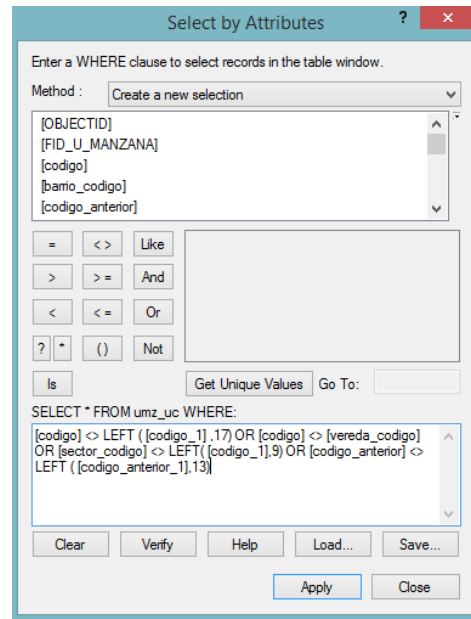 Select by Attributes
? ×
Enter a WHERE clause to select records in the table window.
Method : Create a new selection
[OBJECTID]
[FID_U_MANZANA]
[codigo]
[barrio_codigo]
[codigo_anterior]
= <> Like
> >= And
< <= Or
? * () Not
Is Get Unique Values Go To:
SELECT * FROM umz_uc WHERE:
[codigo] <> LEFT ( [codigo_1] ,17) OR [codigo] <> [vereda_codigo]
OR [sector_codigo] <> LEFT( [codigo_1],9) OR [codigo_anterior] <>
LEFT ( [codigo_anterior_1],13)
Clear Verify Help Load... Save...
Apply Close